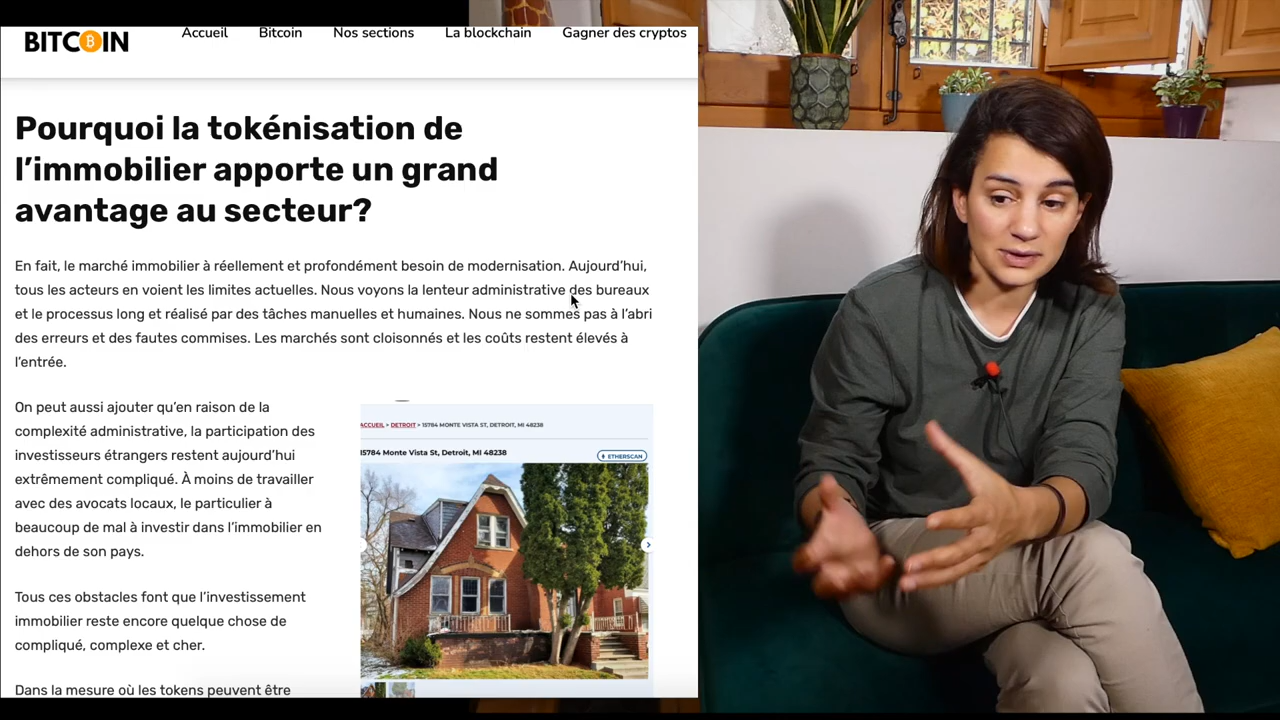 BITCOIN
Accueil
Bitcoin
Nos sections
La blockchain
Gagner des cryptos
Pourquoi la tokénisation de
l’immobilier apporte un grand
avantage au secteur?
En fait, le marché immobilier à réellement et profondément besoin de modernisation. Aujourd’hui,
tous les acteurs en voient les limites actuelles. Nous voyons la lenteur administrative des bureaux
et le processus long et réalisé par des tâches manuelles et humaines. Nous ne sommes pas à l’abri
des erreurs et des fautes commises. Les marchés sont cloisonnés et les coûts restent élevés à
l’entrée.
On peut aussi ajouter qu’en raison de la
complexité administrative, la participation des
investisseurs étrangers restent aujourd’hui
extrêmement compliqué. À moins de travailler
avec des avocats locaux, le particulier à
beaucoup de mal à investir dans l’immobilier en
dehors de son pays.
Tous ces obstacles font que l’investissement
immobilier reste encore quelque chose de
compliqué, complexe et cher.
Dans la mesure où les tokens peuvent être
ACCUEIL > DETROIT > 15784 MONTE VISTA ST, DETROIT, MI 48238
15784 Monte Vista St, Detroit, MI 48238
ETHERSCAN